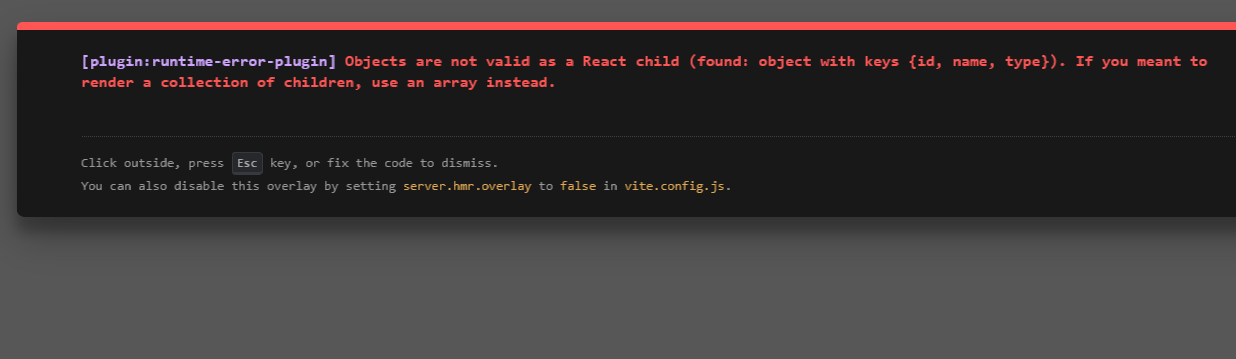 [plugin:runtime-error-plugin] Objects are not valid as a React child (found: object with keys {id, name, type}). If you meant to
render a collection of children, use an array instead.
Click outside, press Esc key, or fix the code to dismiss.
You can also disable this overlay by setting server.hmr.overlay to false in vite.config.js.